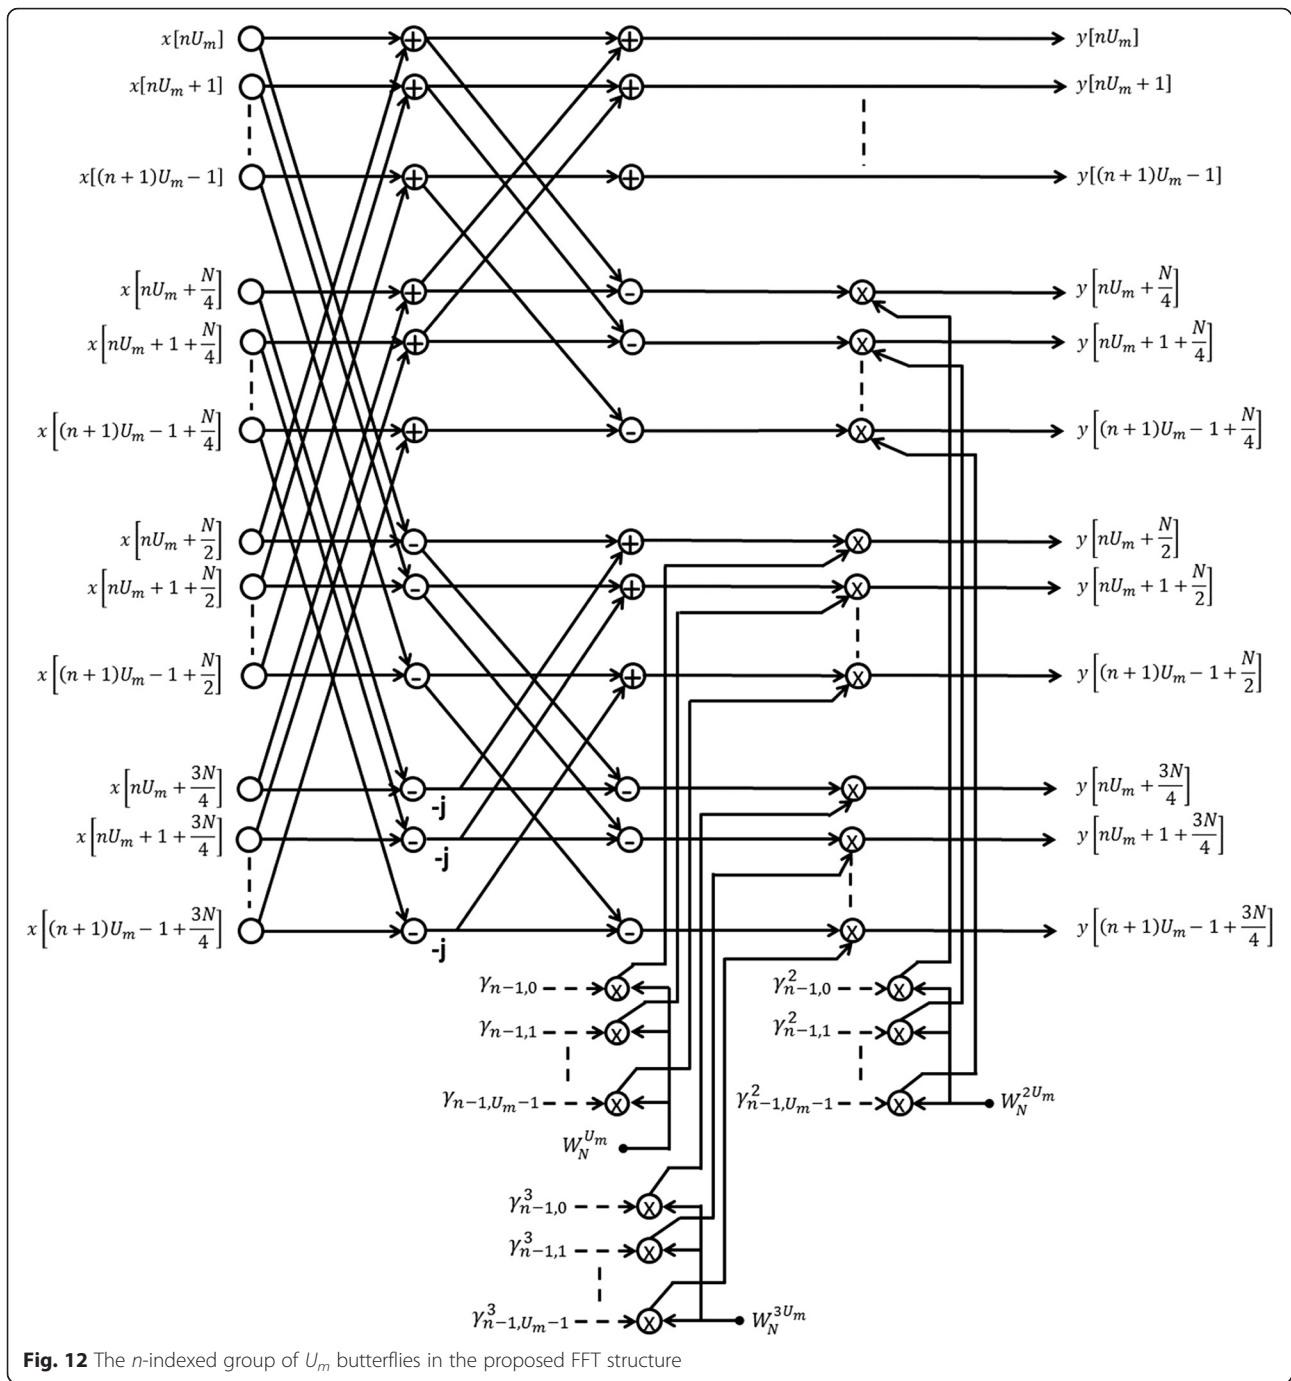 x[nU_m] + + y[nU_m]
x[nU_m + 1] + + y[nU_m + 1]
x[(n + 1)U_m − 1] + + y[(n + 1)U_m − 1]
x[nU_m + N/4] + - x y[nU_m + N/4]
x[nU_m + 1 + N/4] + - x y[nU_m + 1 + N/4]
x[(n + 1)U_m − 1 + N/4] + - x y[(n + 1)U_m − 1 + N/4]
x[nU_m + N/2] - + x y[nU_m + N/2]
x[nU_m + 1 + N/2] - + x y[nU_m + 1 + N/2]
x[(n + 1)U_m − 1 + N/2] - + x y[(n + 1)U_m − 1 + N/2]
x[nU_m + 3N/4] - -j - x y[nU_m + 3N/4]
x[nU_m + 1 + 3N/4] - -j - x y[nU_m + 1 + 3N/4]
x[(n + 1)U_m − 1 + 3N/4] - -j - x y[(n + 1)U_m − 1 + 3N/4]
γ_{n−1,0} x γ^2_{n−1,0} x
γ_{n−1,1} x γ^2_{n−1,1} x
γ_{n−1,U_m−1} x γ^2_{n−1,U_m−1} x W_N^{2U_m}
W_N^{U_m}
γ^3_{n−1,0} x
γ^3_{n−1,1} x
γ^3_{n−1,U_m−1} x W_N^{3U_m}
Fig. 12 The n-indexed group of U_m butterflies in the proposed FFT structure